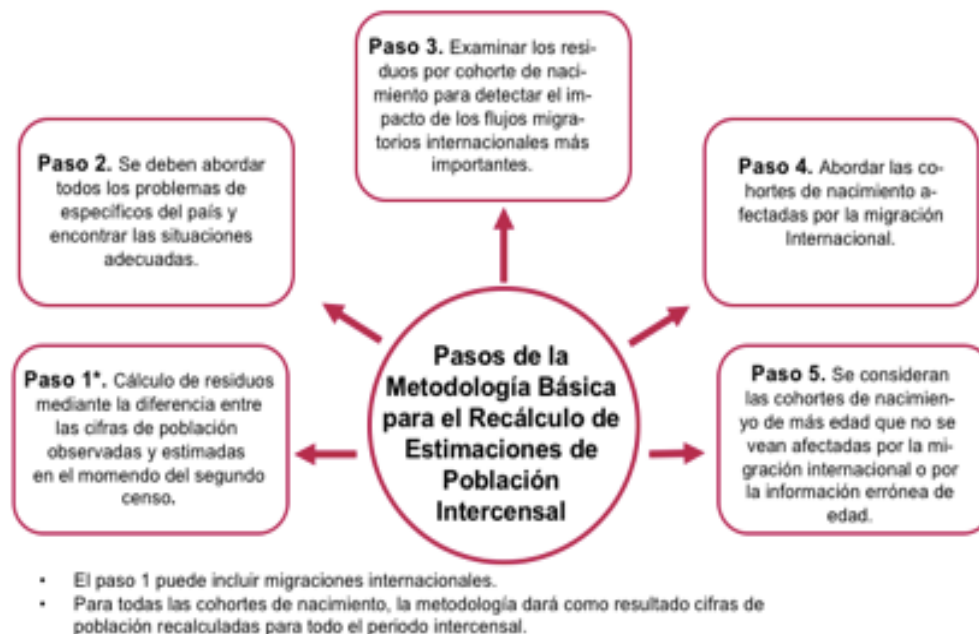 Paso 3. Examinar los resi-
duos por cohorte de naci-
miento para detectar el im-
pacto de los flujos migra-
torios internacionales más
importantes.
Paso 2. Se deben abordar
todos los problemas de
específicos del país y
encontrar las situaciones
adecuadas.
Paso 4. Abordar las co-
hortes de nacimiento a-
fectadas por la migración
Internacional.
Paso 1*. Cálculo de residuos
mediante la diferencia entre
las cifras de población
observadas y estimadas
en el momendo del segundo
censo.
Pasos de la
Metodología Básica
para el Recálculo de
Estimaciones de
Población
Intercensal
Paso 5. Se consideran
las cohortes de nacimien-
yo de más edad que no se
vean afectadas por la mi-
gración internacional o por
la información errónea de
edad.
• El paso 1 puede incluir migraciones internacionales.
• Para todas las cohortes de nacimiento, la metodología dará como resultado cifras de
población recalculadas para todo el periodo intercensal.